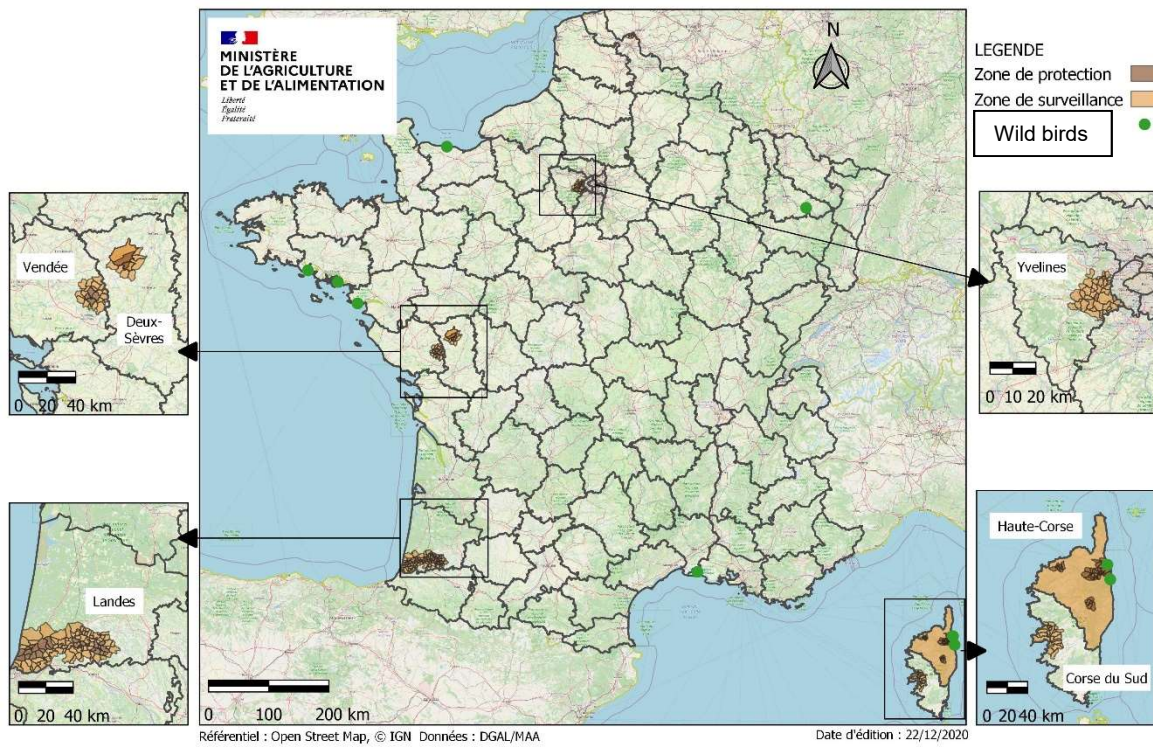 MINISTÈRE
DE L'AGRICULTURE
ET DE L'ALIMENTATION
Liberté
Égalité
Fraternité
N
LEGENDE
Zone de protection
Zone de surveillance
Wild birds
Vendée
Deux-
Sèvres
0 20 40 km
Yvelines
0 10 20 km
Landes
0 20 40 km
Haute-Corse
Corse du Sud
0 20 40 km
0 100 200 km
Référentiel : Open Street Map, © IGN Données : DGAL/MAA
Date d'édition : 22/12/2020